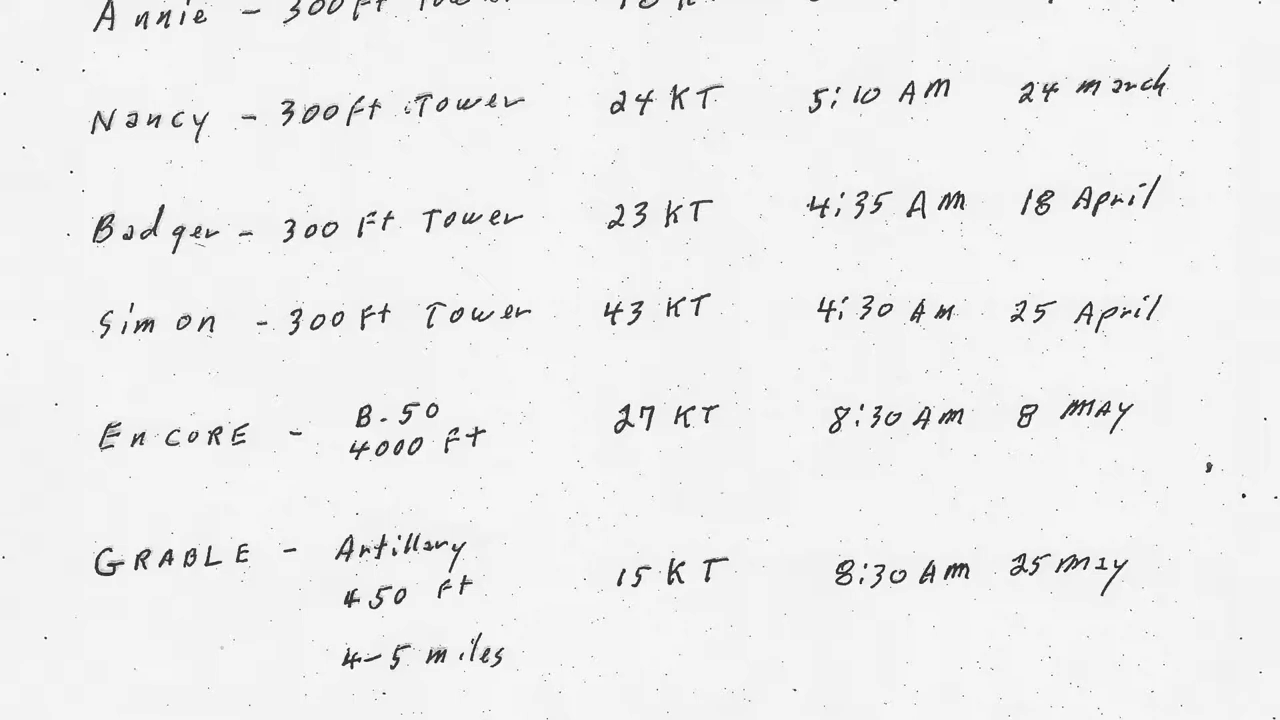 Annie - 300ft Tower
Nancy - 300ft Tower 24 KT 5:10 AM 24 march
Badger - 300 Ft Tower 23 KT 4:35 AM 18 April
Simon - 300 Ft Tower 43 KT 4:30 AM 25 April
ENCORE - B-50 4000 Ft 27 KT 8:30 AM 8 MAY
GRABLE - Artillary 15 KT 8:30 AM 25 may
450 Ft
4-5 miles